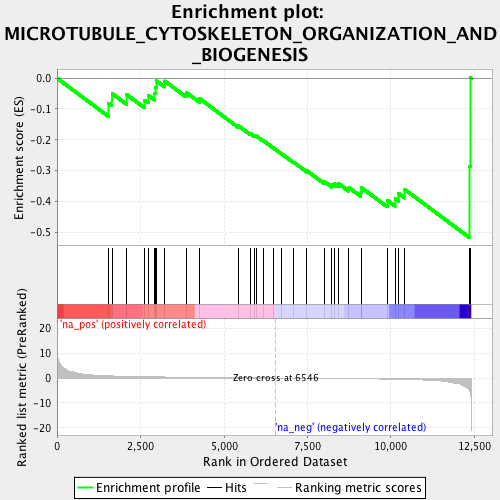 Enrichment plot:
MICROTUBULE_CYTOSKELETON_ORGANIZATION_AND
_BIOGENESIS
Enrichment score (ES)
0.0
-0.1
-0.2
-0.3
-0.4
-0.5
'na_pos' (positively correlated)
Ranked list metric (PreRanked)
20
10
0
-10
-20
Zero cross at 6546
'na_neg' (negatively correlated)
0
2,500
5,000
7,500
10,000
12,500
Rank in Ordered Dataset
Enrichment profile
Hits
Ranking metric scores